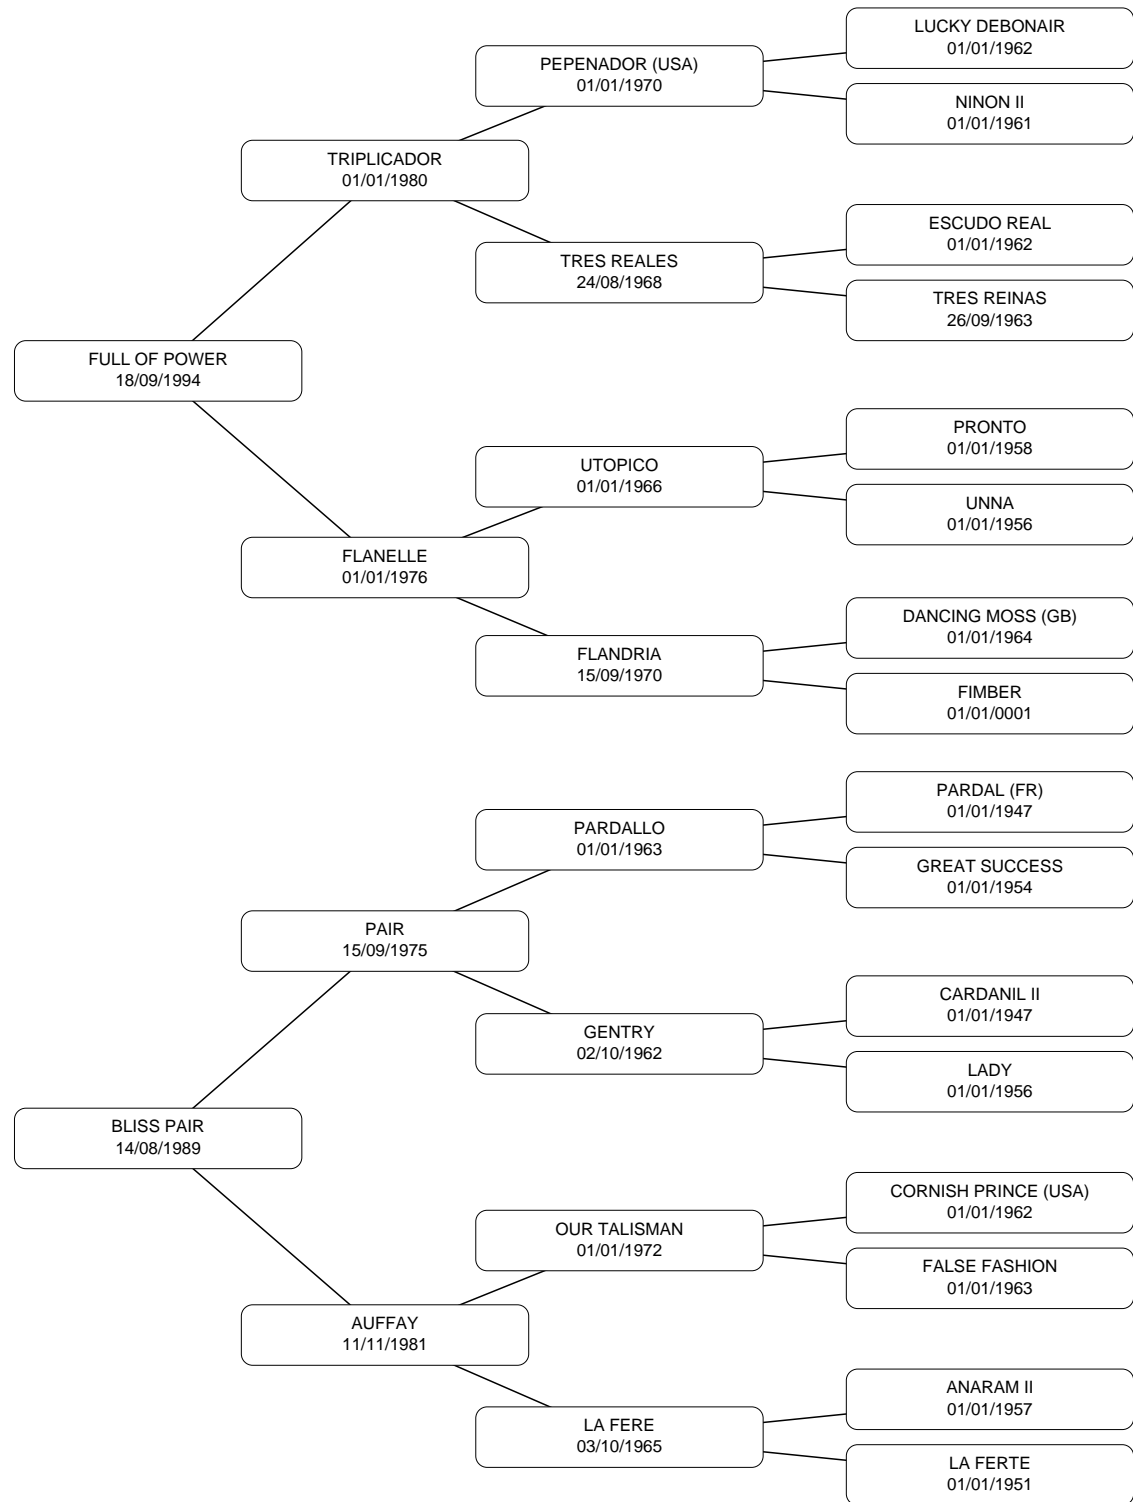 LUCKY DEBONAIR
01/01/1962
PEPENADOR (USA)
01/01/1970
NINON II
01/01/1961
TRIPLICADOR
01/01/1980
ESCUDO REAL
01/01/1962
TRES REALES
24/08/1968
TRES REINAS
26/09/1963
FULL OF POWER
18/09/1994
PRONTO
01/01/1958
UTOPICO
01/01/1966
UNNA
01/01/1956
FLANELLE
01/01/1976
DANCING MOSS (GB)
01/01/1964
FLANDRIA
15/09/1970
FIMBER
01/01/0001
PARDAL (FR)
01/01/1947
PARDALLO
01/01/1963
GREAT SUCCESS
01/01/1954
PAIR
15/09/1975
CARDANIL II
01/01/1947
GENTRY
02/10/1962
LADY
01/01/1956
BLISS PAIR
14/08/1989
CORNISH PRINCE (USA)
01/01/1962
OUR TALISMAN
01/01/1972
FALSE FASHION
01/01/1963
AUFFAY
11/11/1981
ANARAM II
01/01/1957
LA FERE
03/10/1965
LA FERTE
01/01/1951